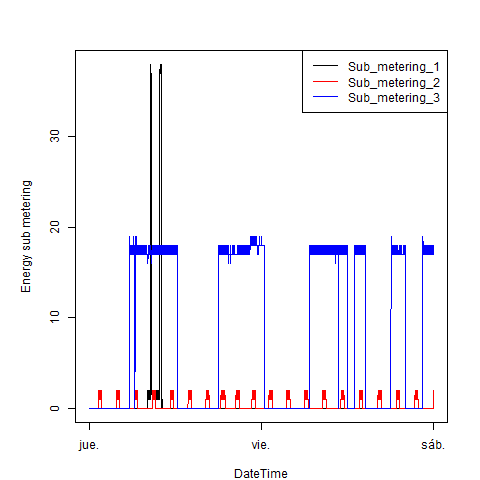 Sub_metering_1
Sub_metering_2
Sub_metering_3
Energy sub metering
30
20
10
0
jue.
vie.
sáb.
DateTime